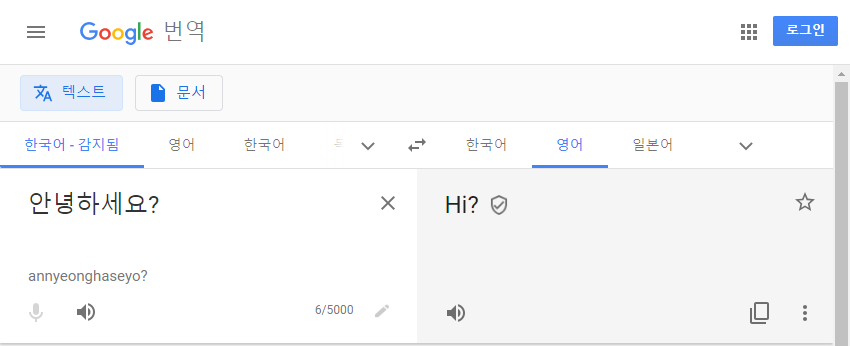 Google 번역
로그인
텍스트 문서
한국어 - 감지됨 영어 한국어 한국어 영어 일본어
안녕하세요? Hi?
annyeonghaseyo?
6/5000